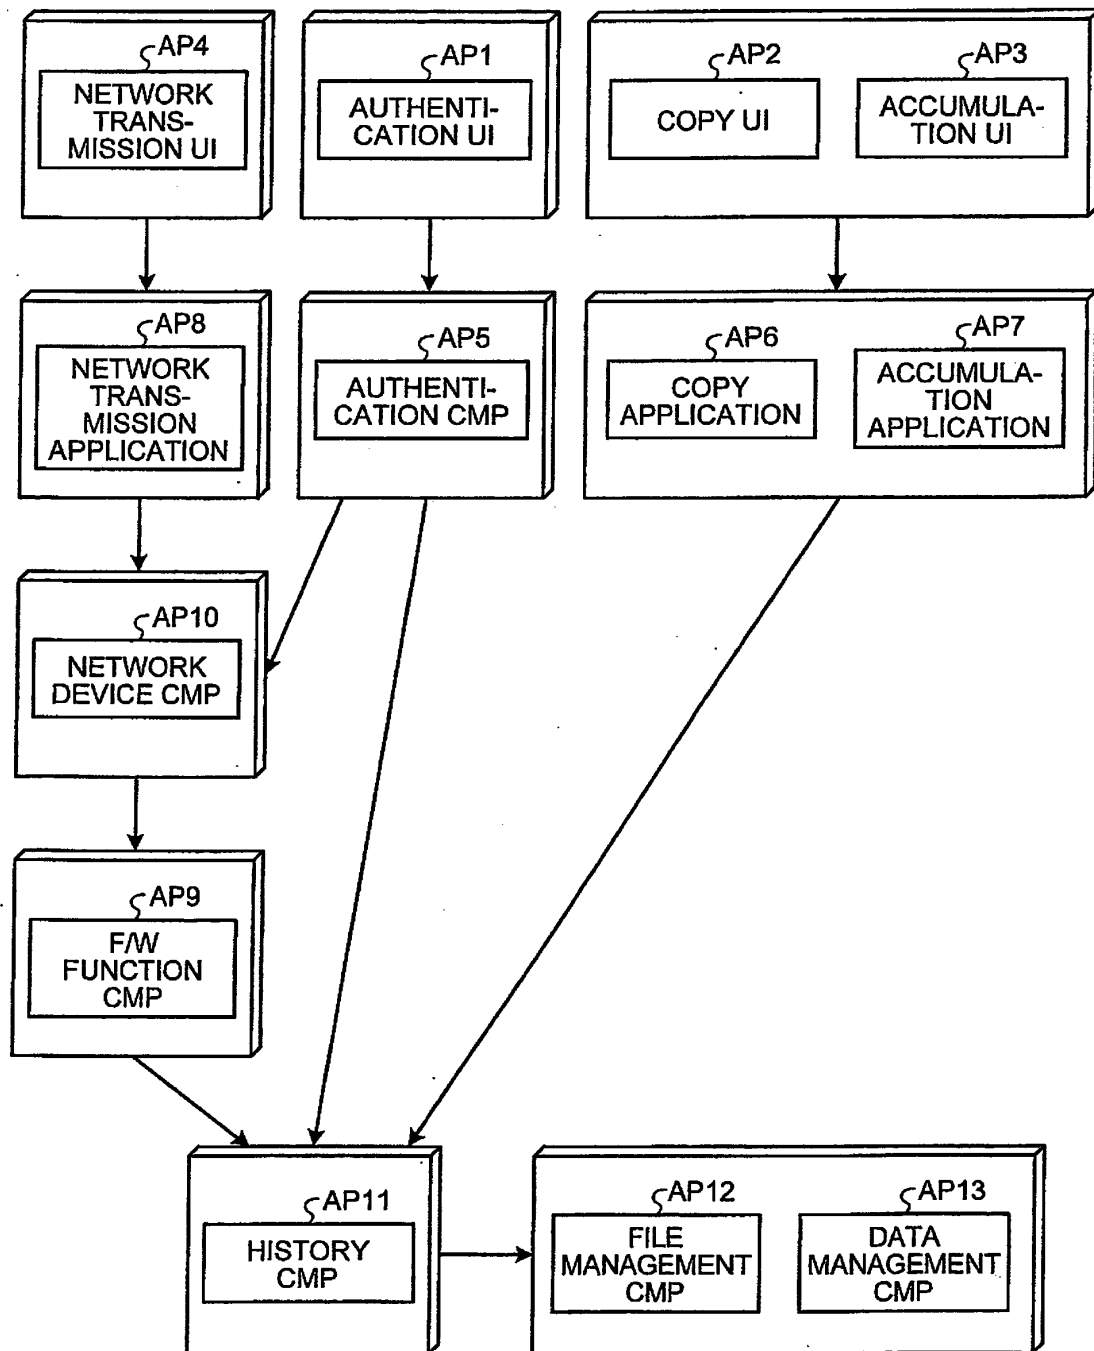 AP4
NETWORK
TRANS-
MISSION UI
AP1
AUTHENTI-
CATION UI
AP2
COPY UI
AP3
ACCUMULA-
TION UI
AP8
NETWORK
TRANS-
MISSION
APPLICATION
AP5
AUTHENTI-
CATION CMP
AP6
COPY
APPLICATION
AP7
ACCUMULA-
TION
APPLICATION
AP10
NETWORK
DEVICE CMP
AP9
F/W
FUNCTION
CMP
AP11
HISTORY
CMP
AP12
FILE
MANAGEMENT
CMP
AP13
DATA
MANAGEMENT
CMP